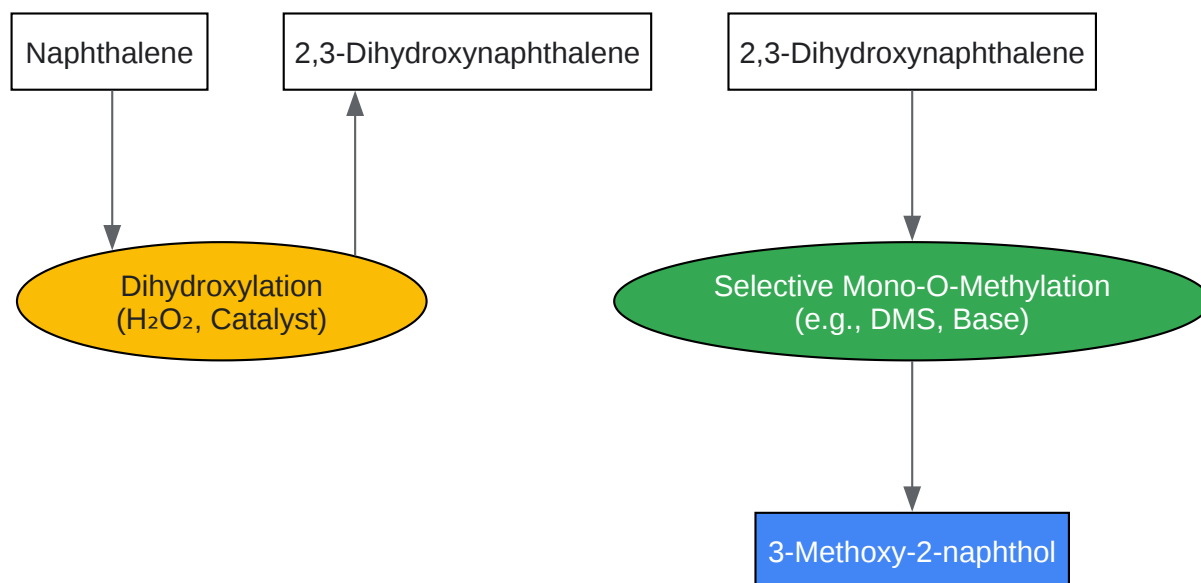 Naphthalene
2,3-Dihydroxynaphthalene
2,3-Dihydroxynaphthalene
Dihydroxylation
(H₂O₂, Catalyst)
Selective Mono-O-Methylation
(e.g., DMS, Base)
3-Methoxy-2-naphthol